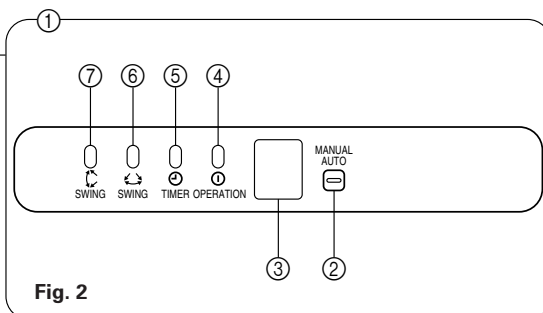 ①
⑦ ⑥ ⑤ ④
MANUAL
AUTO
SWING SWING TIMER OPERATION
③ ②
Fig. 2